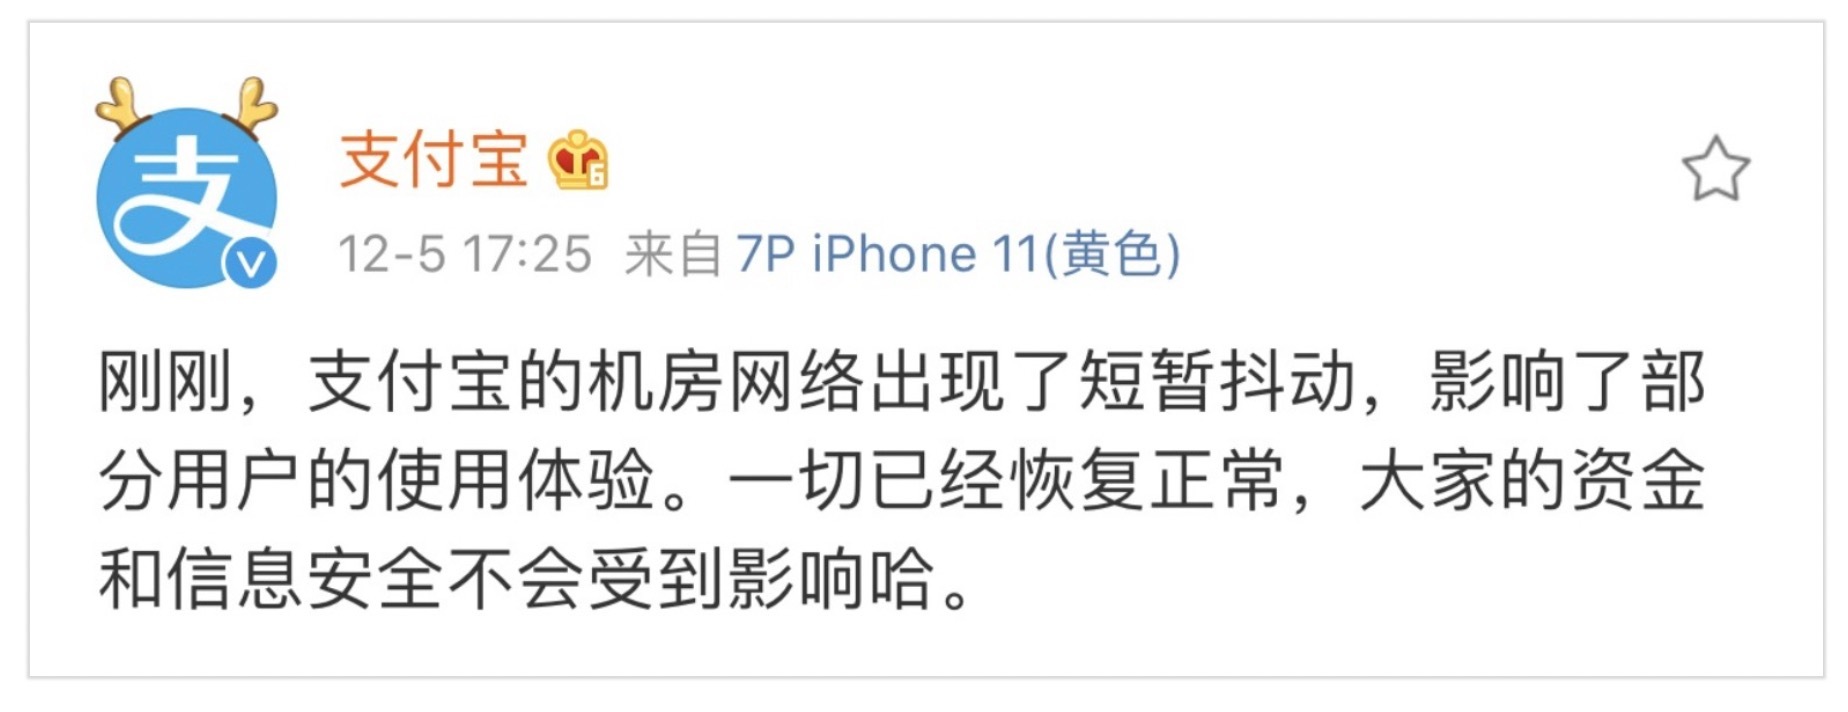 支
支付宝 6
V
12-5 17:25 来自 7P iPhone 11(黄色)
刚刚，支付宝的机房网络出现了短暂抖动，影响了部
分用户的使用体验。一切已经恢复正常，大家的资金
和信息安全不会受到影响哈。